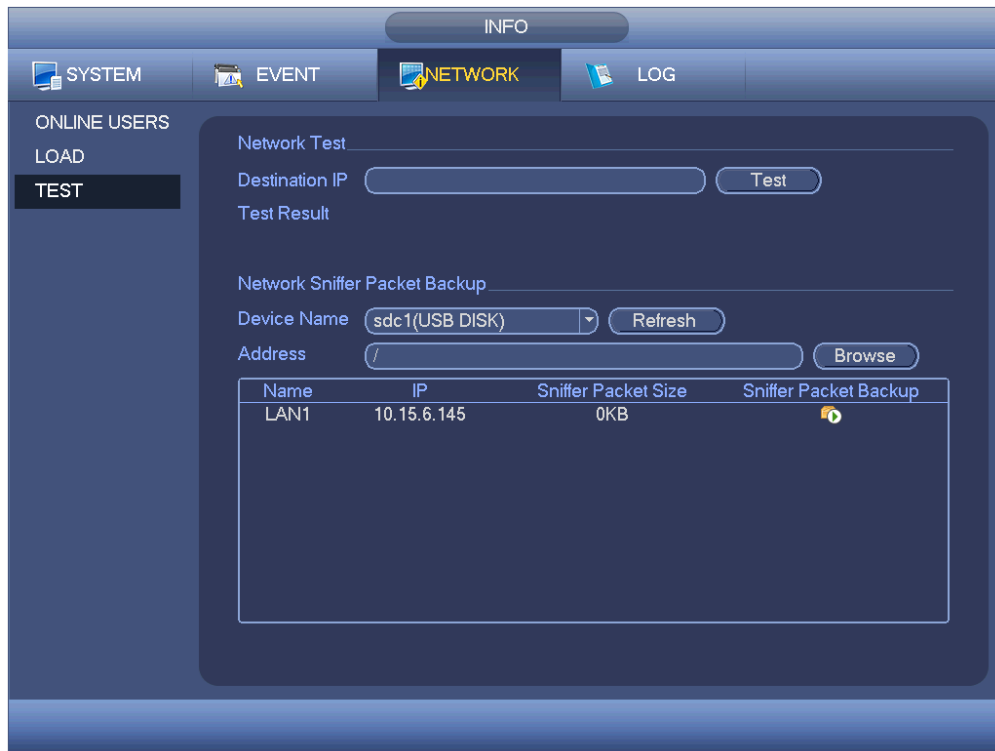 INFO
SYSTEM EVENT NETWORK LOG
ONLINE USERS
LOAD
TEST
Network Test
Destination IP Test
Test Result
Network Sniffer Packet Backup
Device Name sdc1(USB DISK) Refresh
Address / Browse
Name IP Sniffer Packet Size Sniffer Packet Backup
LAN1 10.15.6.145 0KB